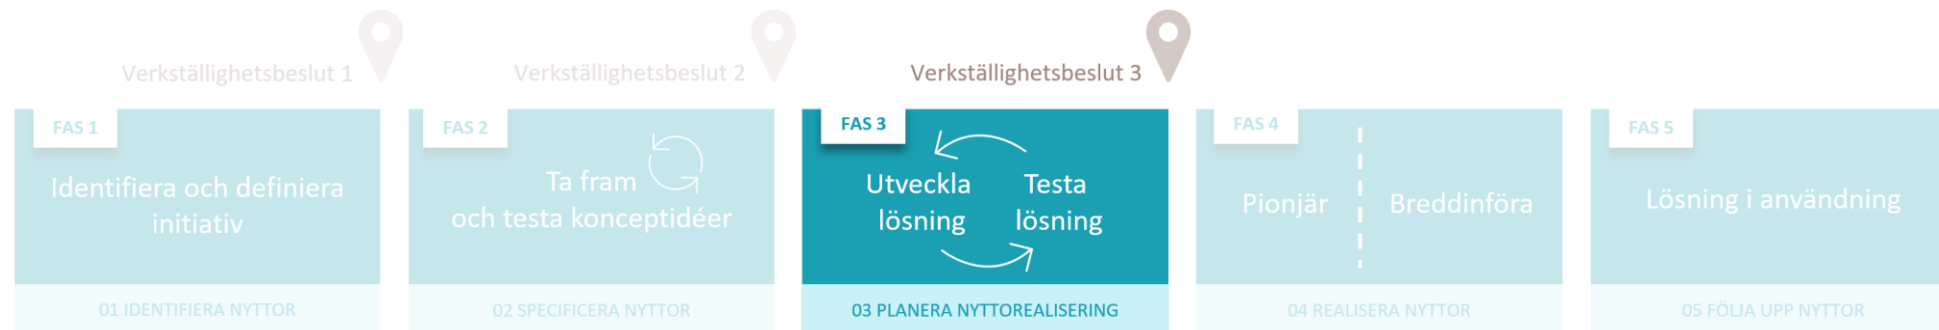 Verkställighetsbeslut 1
Verkställighetsbeslut 2
Verkställighetsbeslut 3
FAS 1
Identifiera och definiera
initiativ
01 IDENTIFIERA NYTTOR
FAS 2
Ta fram
och testa konceptidéer
02 SPECIFICERA NYTTOR
FAS 3
Utveckla
lösning
Testa
lösning
03 PLANERA NYTTOREALISERING
FAS 4
Pionjär
Breddinföra
04 REALISERA NYTTOR
FAS 5
Lösning i användning
05 FÖLJA UPP NYTTOR